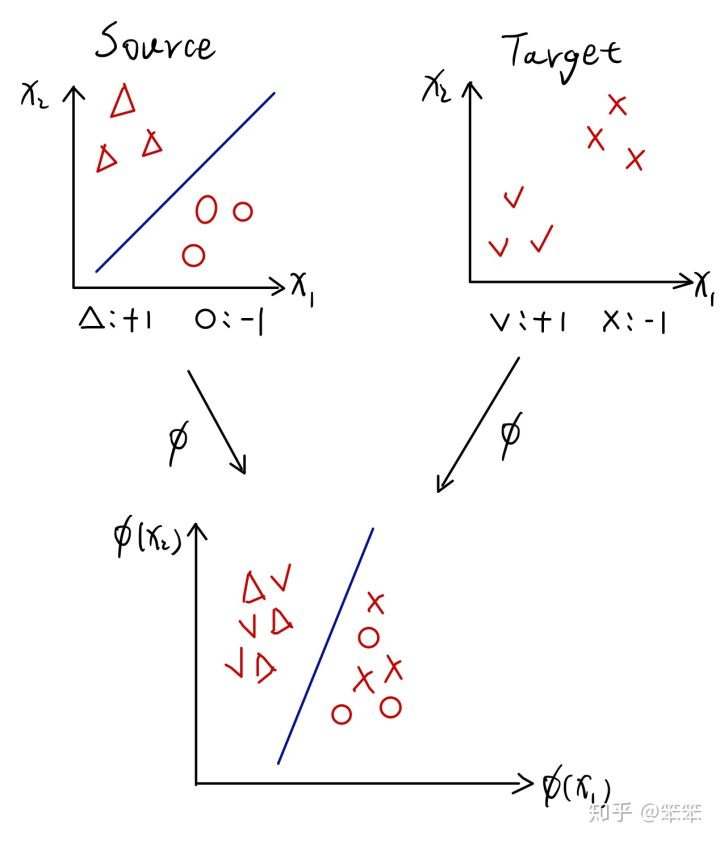 Source
Target
X₂
X₂
X₁
X₁
△:+1 O:-1
∨:+1 X:-1
φ
φ
φ(X₂)
φ(X₁)
知乎 @笨笨